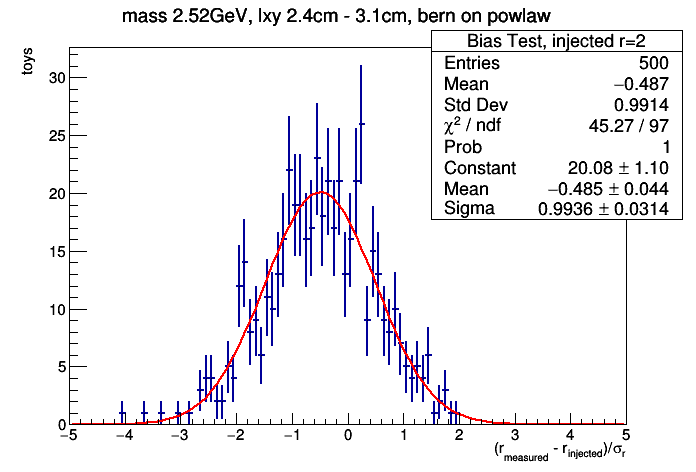 mass 2.52GeV, lxy 2.4cm - 3.1cm, bern on powlaw
toys
Bias Test, injected r=2
Entries 500
Mean −0.487
Std Dev 0.9914
χ² / ndf 45.27 / 97
Prob 1
Constant 20.08 ± 1.10
Mean −0.485 ± 0.044
Sigma 0.9936 ± 0.0314
30
25
20
15
10
5
0
−5 −4 −3 −2 −1 0 1 2 3 4 5
(r_measured - r_injected)/σ_r